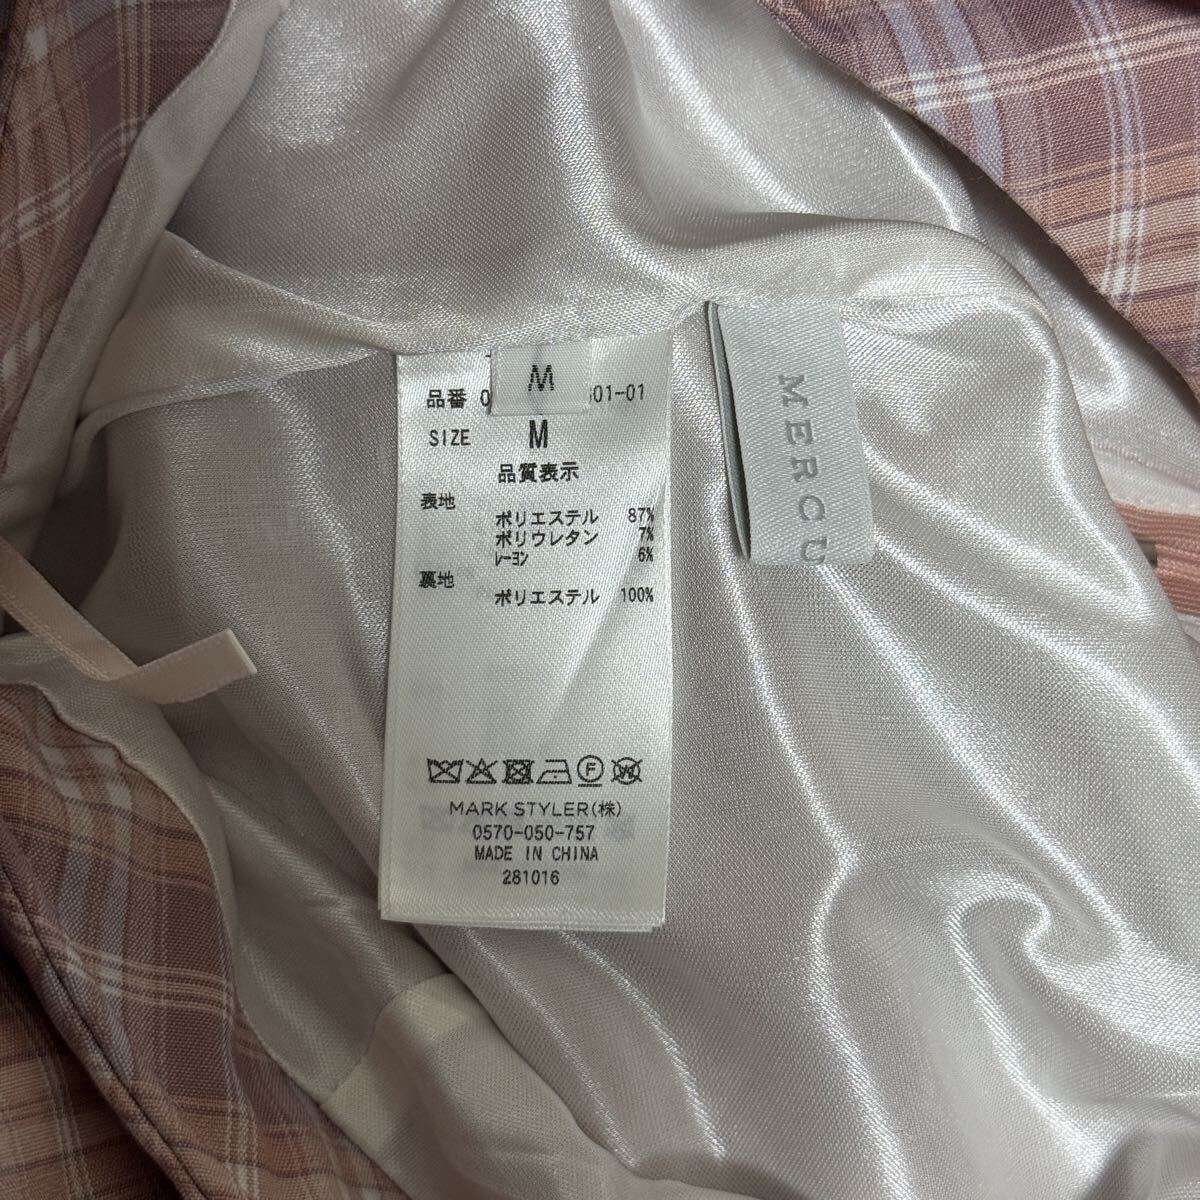 M
品番 0 01-01
SIZE M
品質表示
表地
ポリエステル 87%
ポリウレタン 7%
レーヨン 6%
裏地
ポリエステル 100%
MARK STYLER(株)
0570-050-757
MADE IN CHINA
281016
MERCU